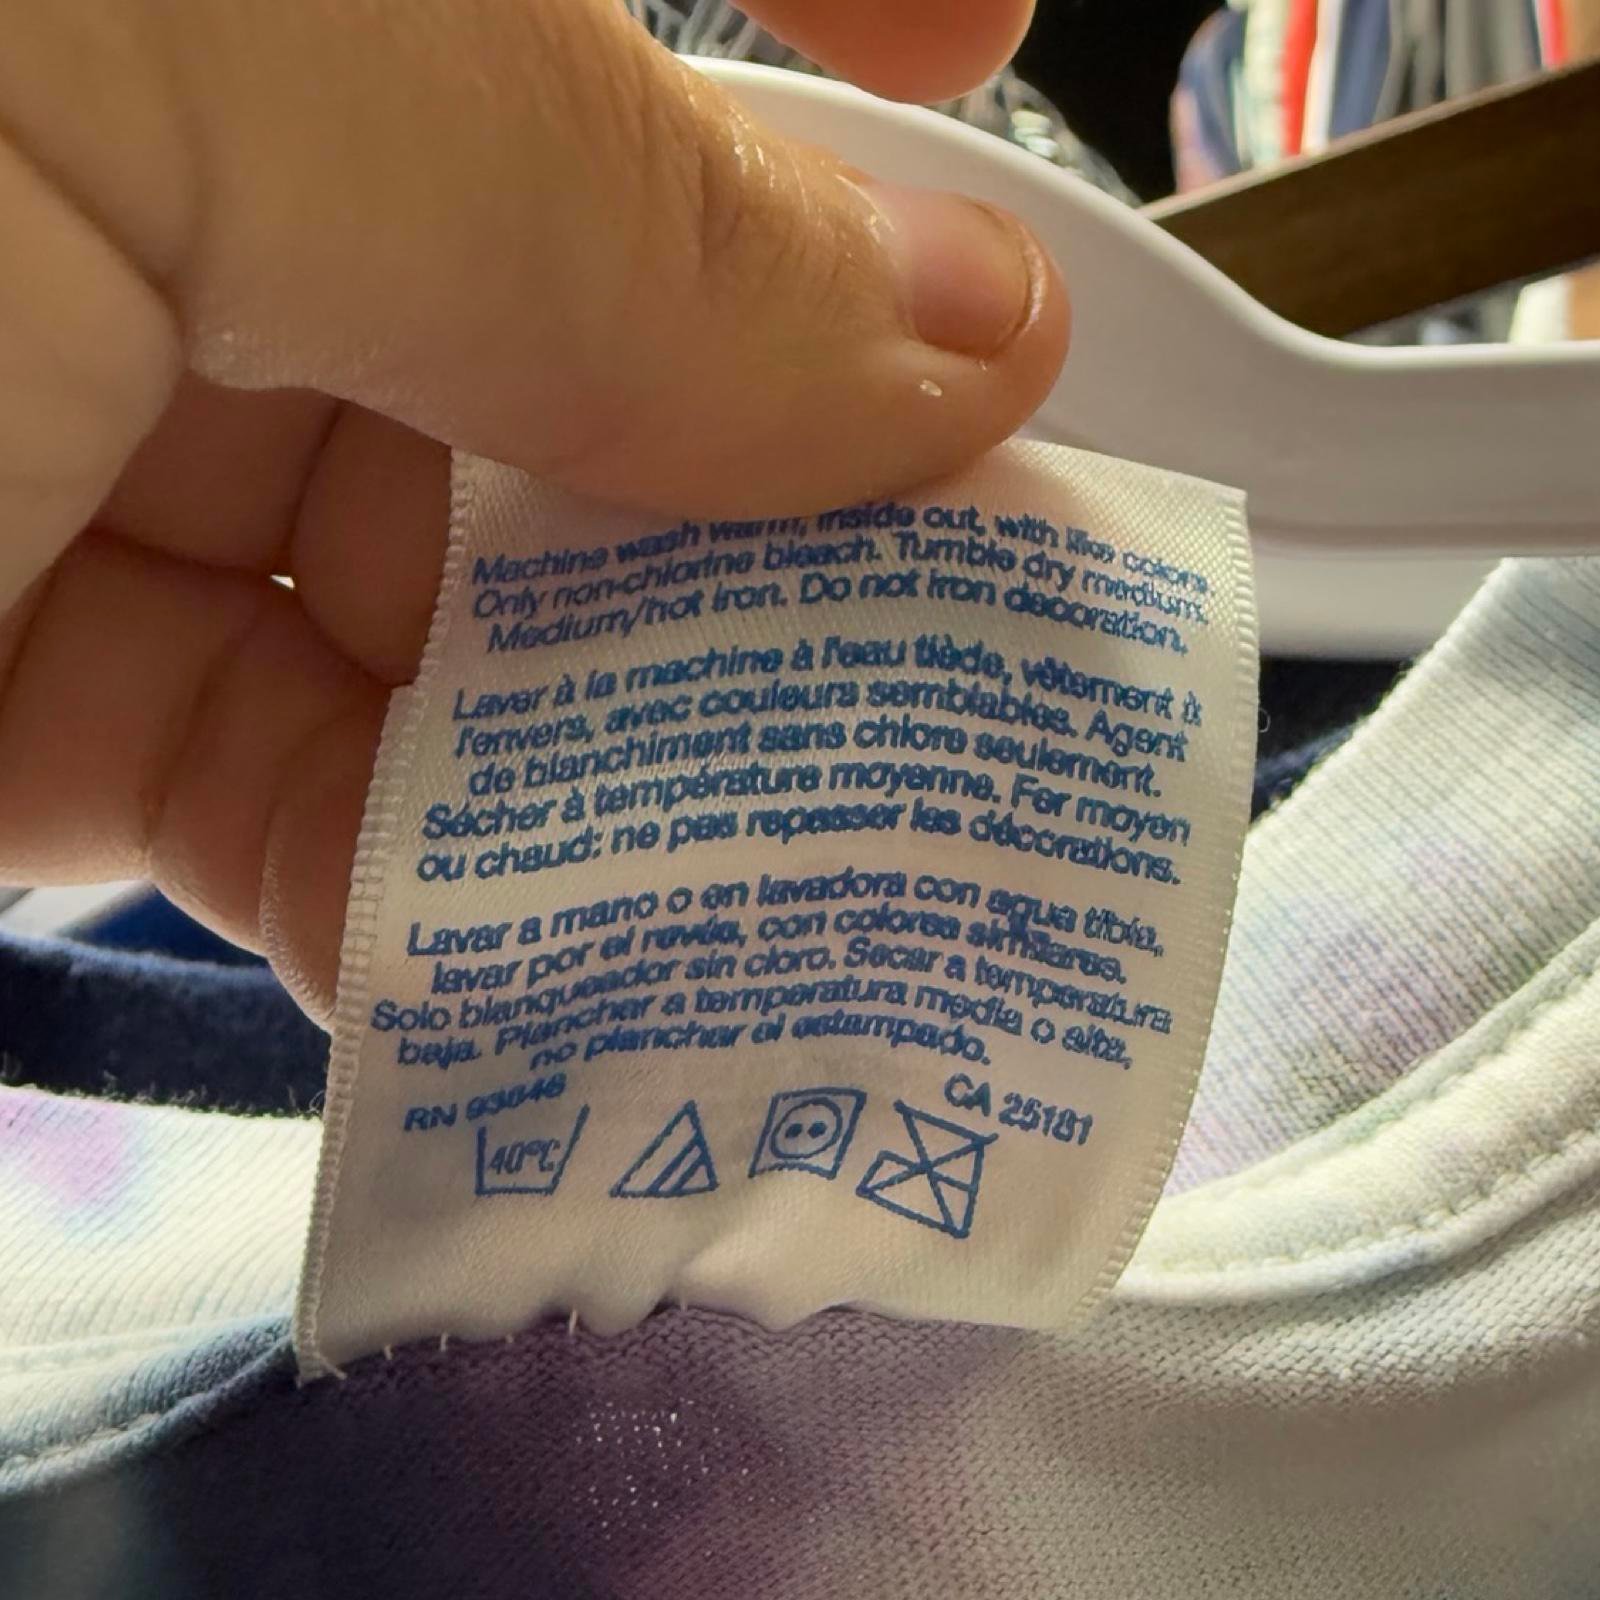 Machine wash warm, inside out, with like colors
Only non-chlorine bleach. Tumble dry medium.
Medium/hot iron. Do not iron decoration.
Laver à la machine à l'eau tiède, vêtement à
l'envers, avec couleurs semblables. Agent
de blanchiment sans chlore seulement.
Sécher à température moyenne. Fer moyen
ou chaud: ne pas repasser les décorations.
Lavar a mano o en lavadora con agua tibia,
lavar por el revés, con colores similares.
Solo blanqueador sin cloro. Secar a temperatura
baja. Planchar a temperatura media o alta,
no planchar el estampado.
RN 93846 CA 25181
40°C